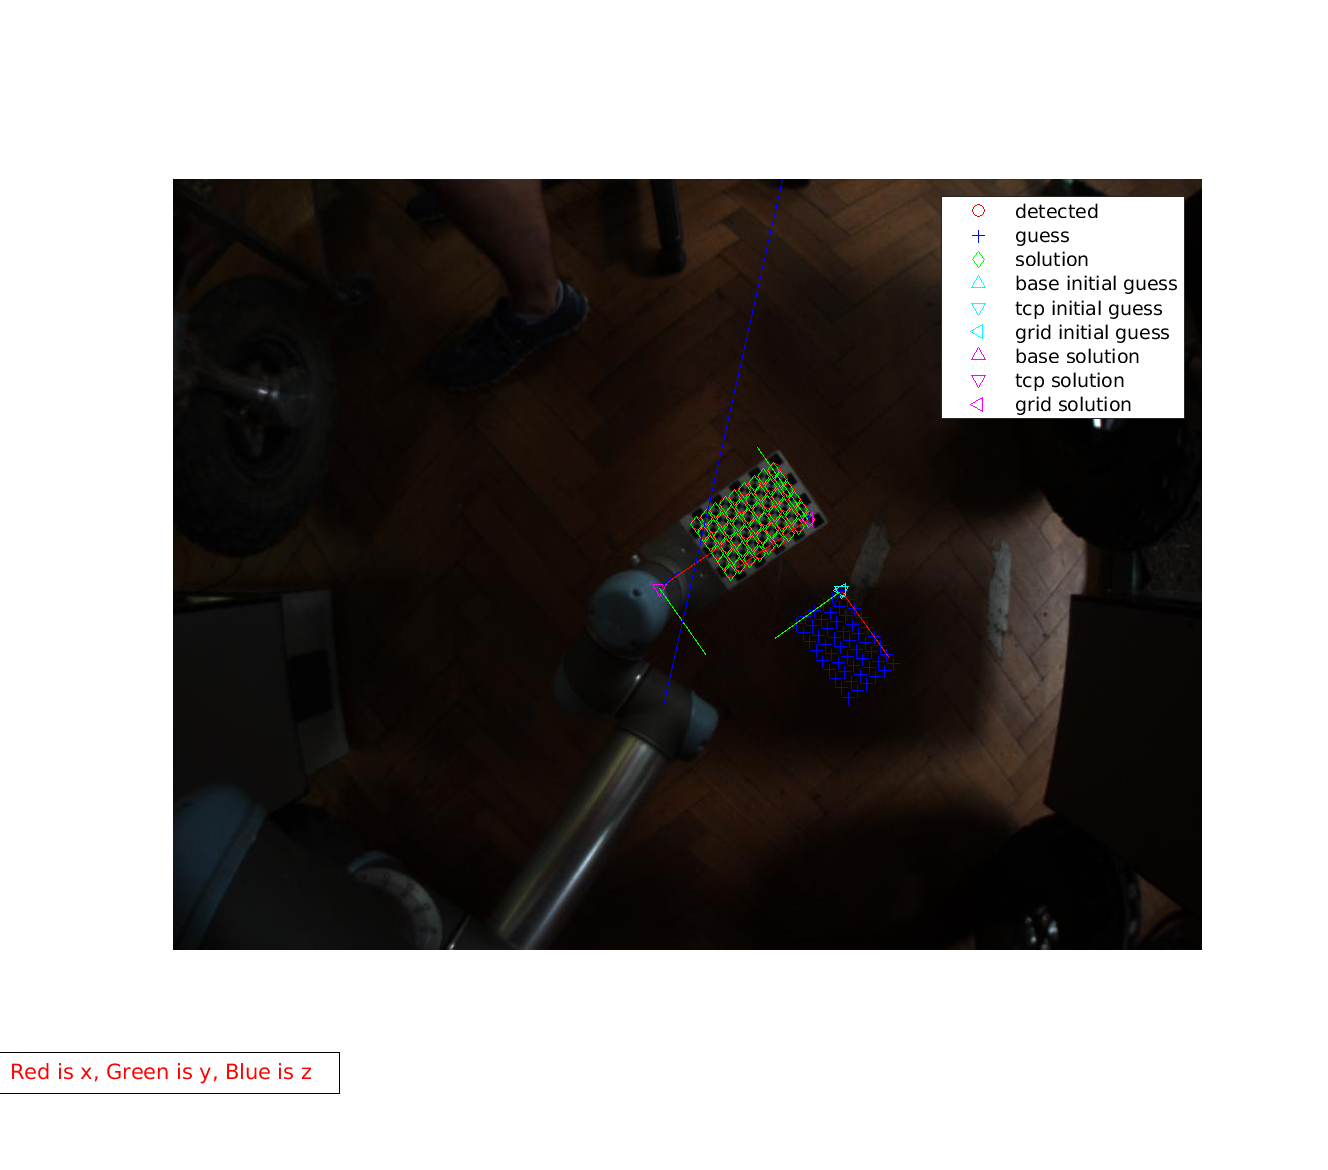 detected
guess
solution
base initial guess
tcp initial guess
grid initial guess
base solution
tcp solution
grid solution
Red is x, Green is y, Blue is z